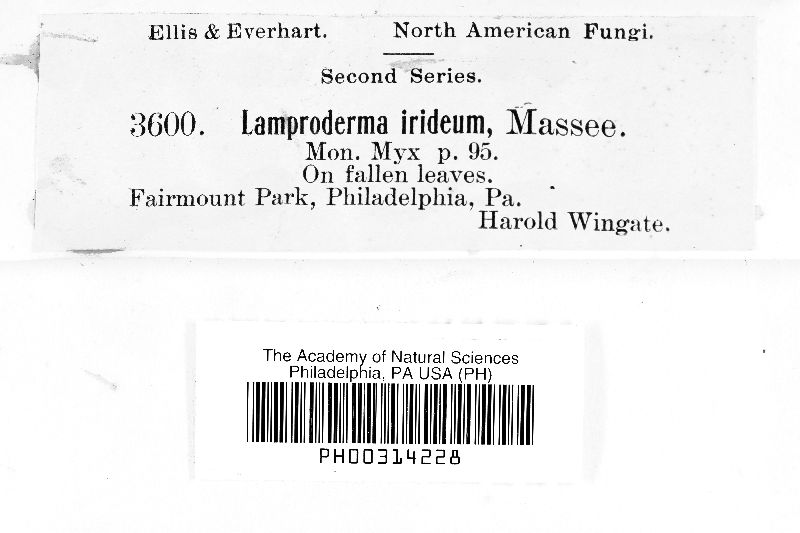 Ellis & Everhart. North American Fungi.
Second Series.
3600. Lamproderma irideum, Massee.
Mon. Myx p. 95.
On fallen leaves.
Fairmount Park, Philadelphia, Pa.
Harold Wingate.
The Academy of Natural Sciences
Philadelphia, PA USA (PH)
PH00314228